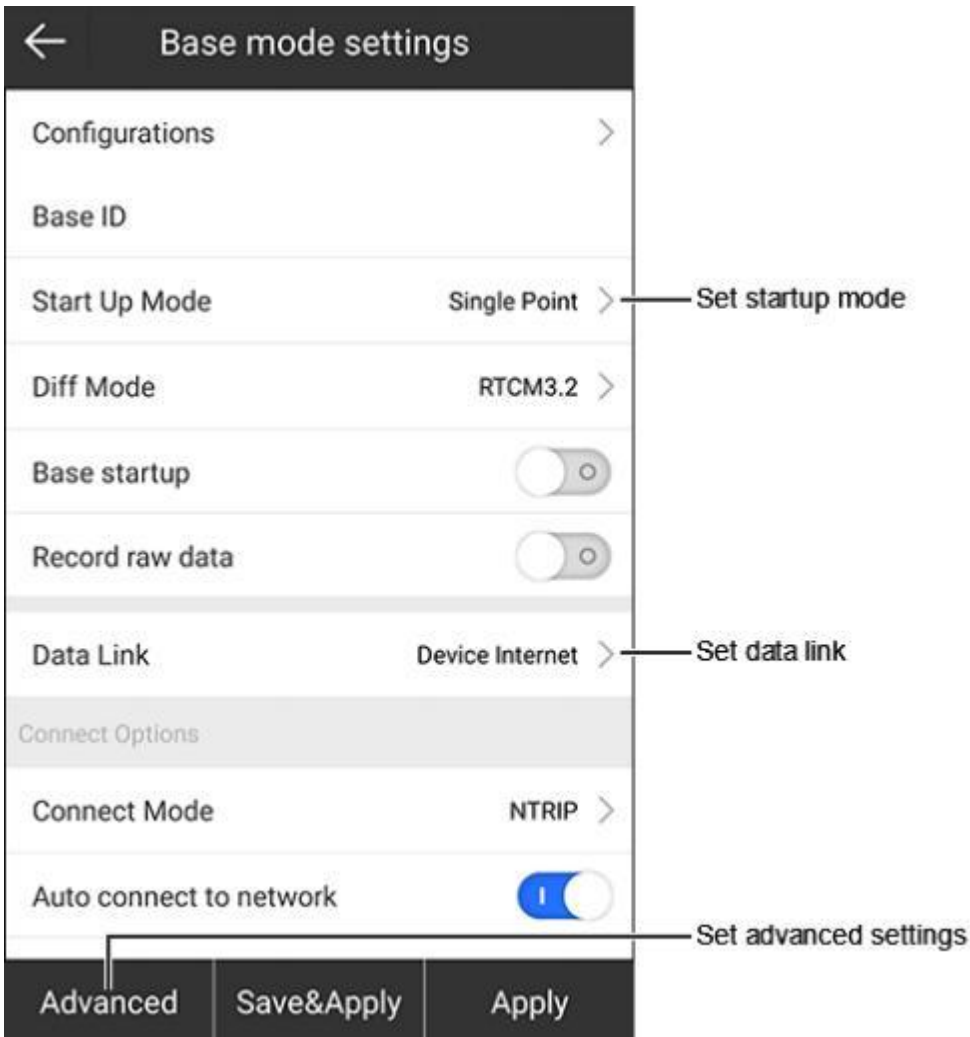 Base mode settings
Configurations
Base ID
Start Up Mode Single Point Set startup mode
Diff Mode RTCM3.2
Base startup
Record raw data
Data Link Device Internet Set data link
Connect Options
Connect Mode NTRIP
Auto connect to network
Set advanced settings
Advanced Save&Apply Apply